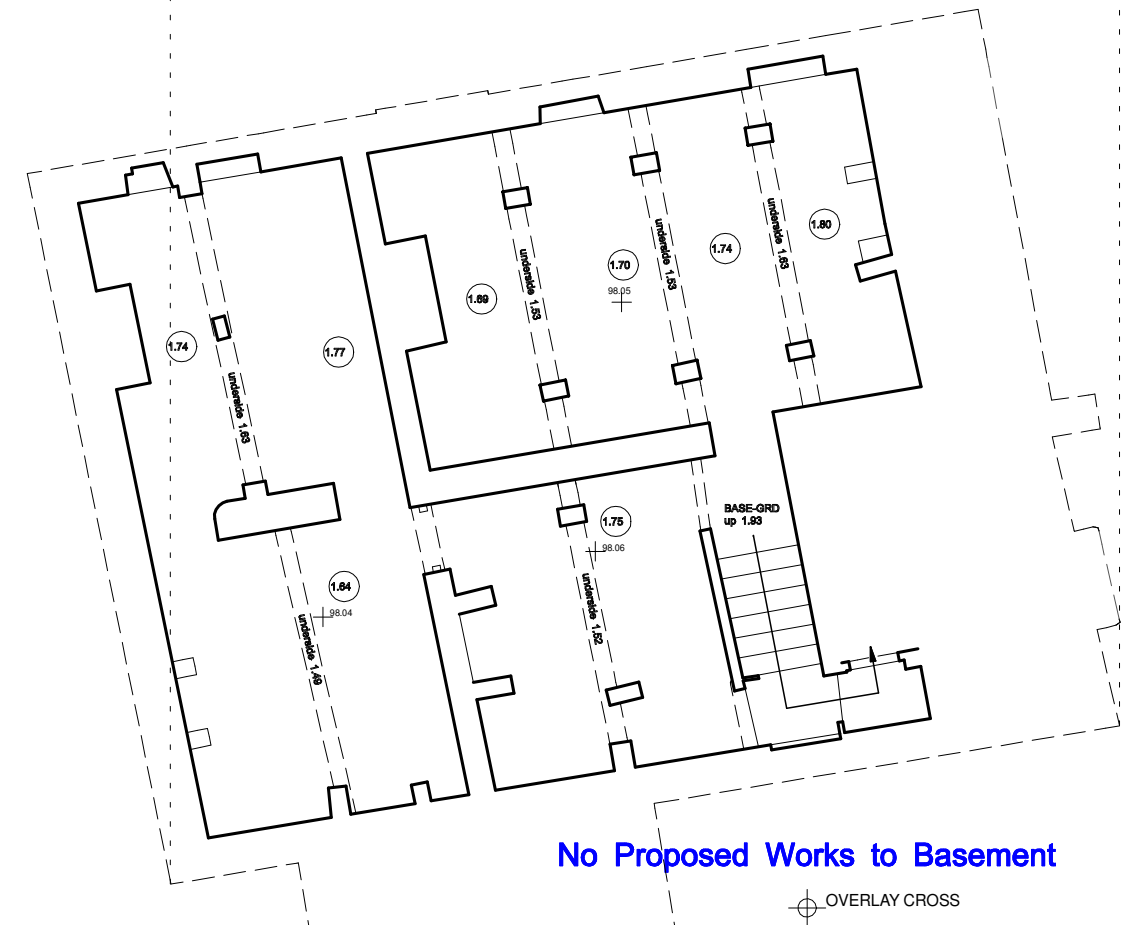 1.80
1.74
underside 1.63
1.70
98.05
underside 1.53
1.69
underside 1.53
1.74
1.77
underside 1.63
BASE-GRD
up 1.93
1.75
98.06
1.64
98.04
underside 1.52
underside 1.49
No Proposed Works to Basement
OVERLAY CROSS